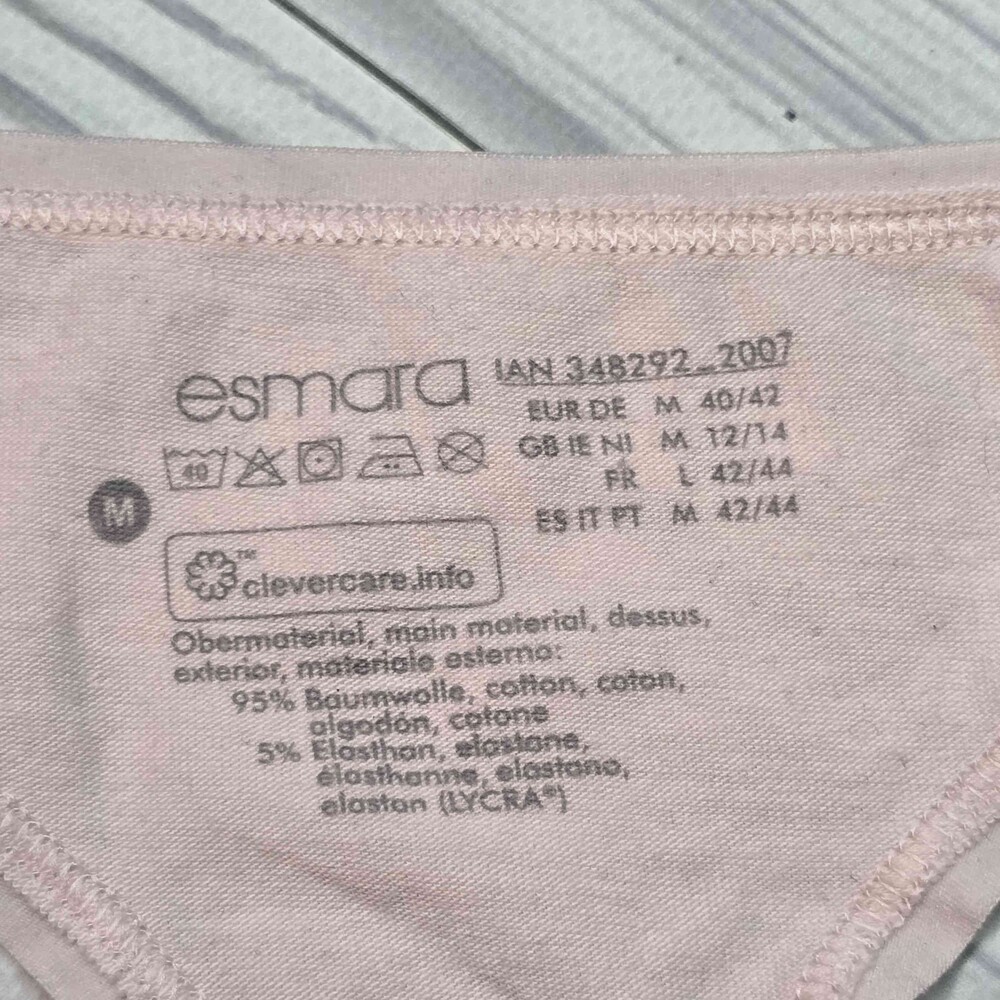 esmara
IAN 348292_2007
EUR DE M 40/42
GB IE NI M 12/14
FR L 42/44
ES IT PT M 42/44
40
M
™clevercare.info
Obermaterial, main material, dessus,
exterior, materiale esterno:
95% Baumwolle, cotton, coton,
algodón, cotone
5% Elasthan, elastane,
élasthanne, elastano,
elastan (LYCRA®)